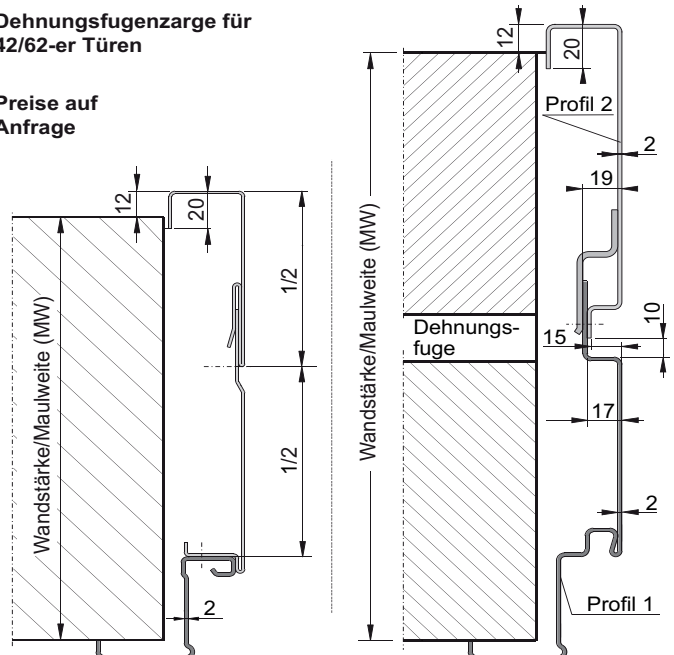 Dehnungsfugenzarge für
42/62-er Türen
Preise auf
Anfrage
12
20
Wandstärke/Maulweite (MW)
1/2
1/2
2
12
20
Profil 2
2
19
Wandstärke/Maulweite (MW)
Dehnungs-
fuge
15
10
17
2
Profil 1